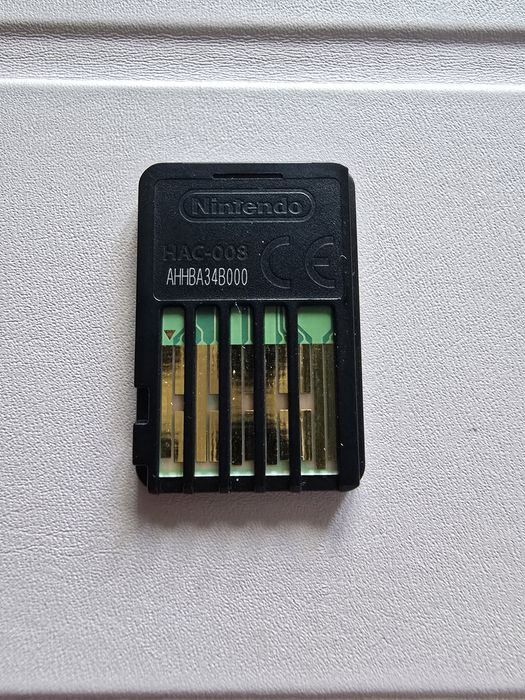 Nintendo
HAC-008
CE
AHHBA34B000